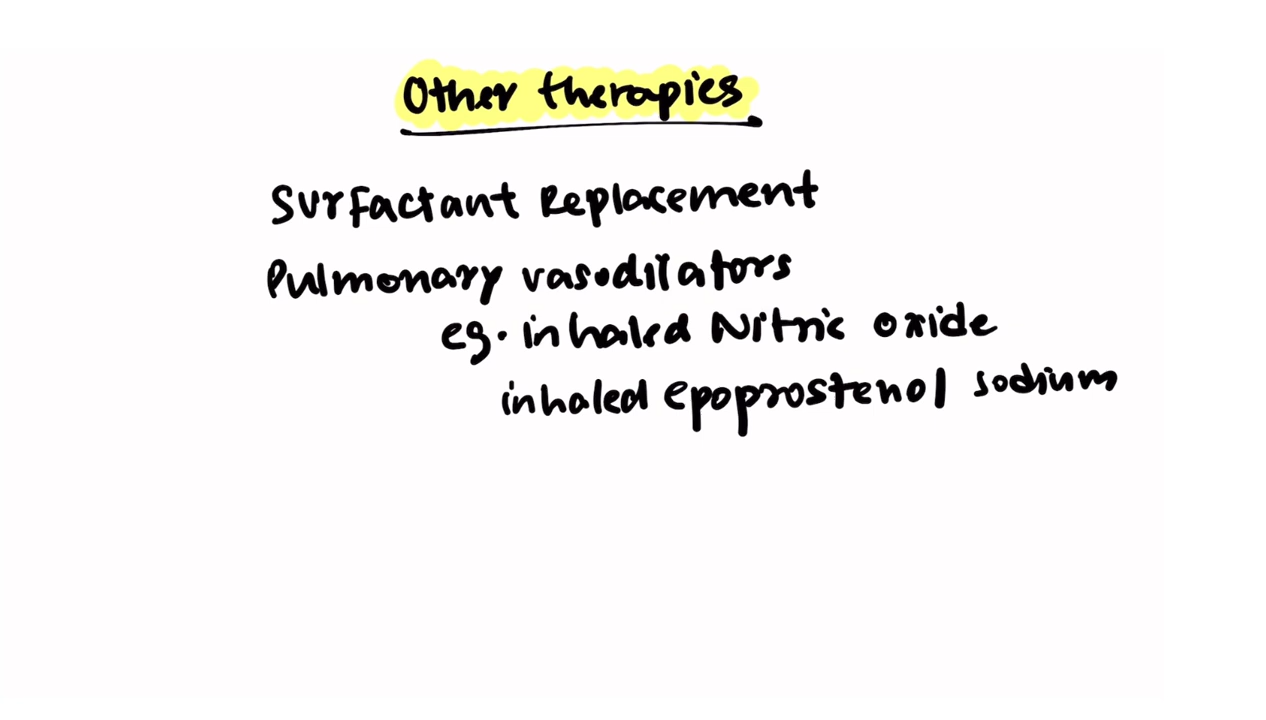 Other therapies
Surfactant Replacement
Pulmonary vasodilators
eg. inhaled Nitric oxide
inhaled epoprostenol sodium